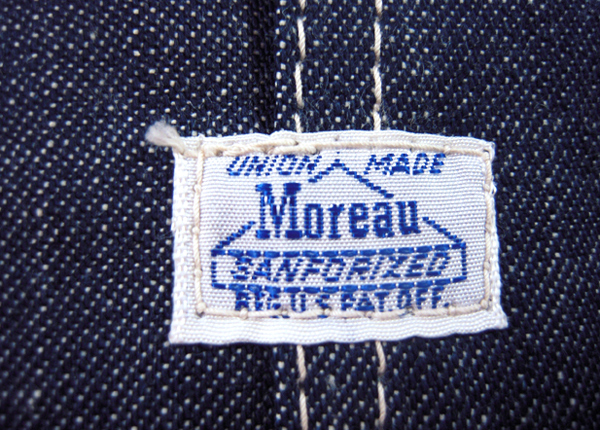 UNION MADE
Moreau
SANFORIZED
REG. U.S. PAT. OFF.